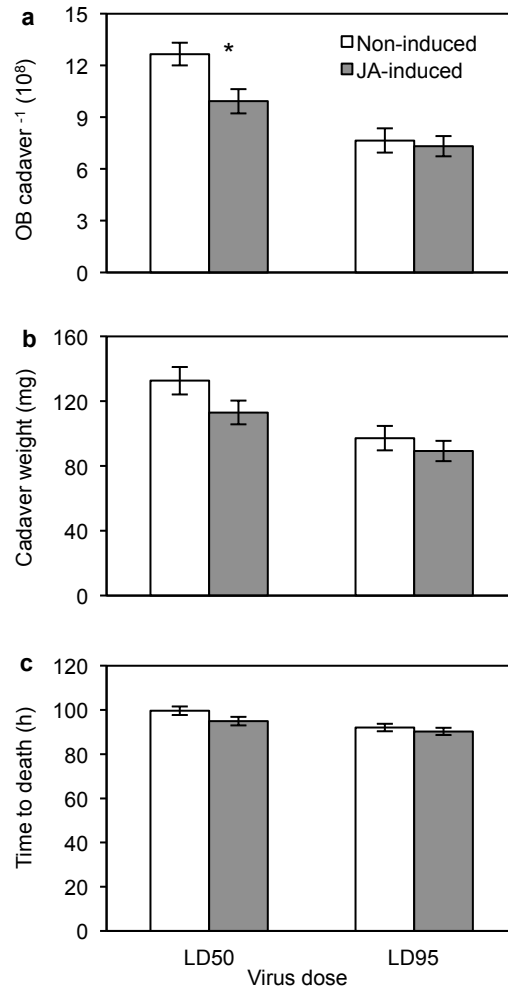 a
15
12
9
6
3
0
OB cadaver ⁻¹ (10⁸)
*
Non-induced
JA-induced
b
160
120
80
40
0
Cadaver weight (mg)
c
120
100
80
60
40
20
0
Time to death (h)
LD50 LD95
Virus dose